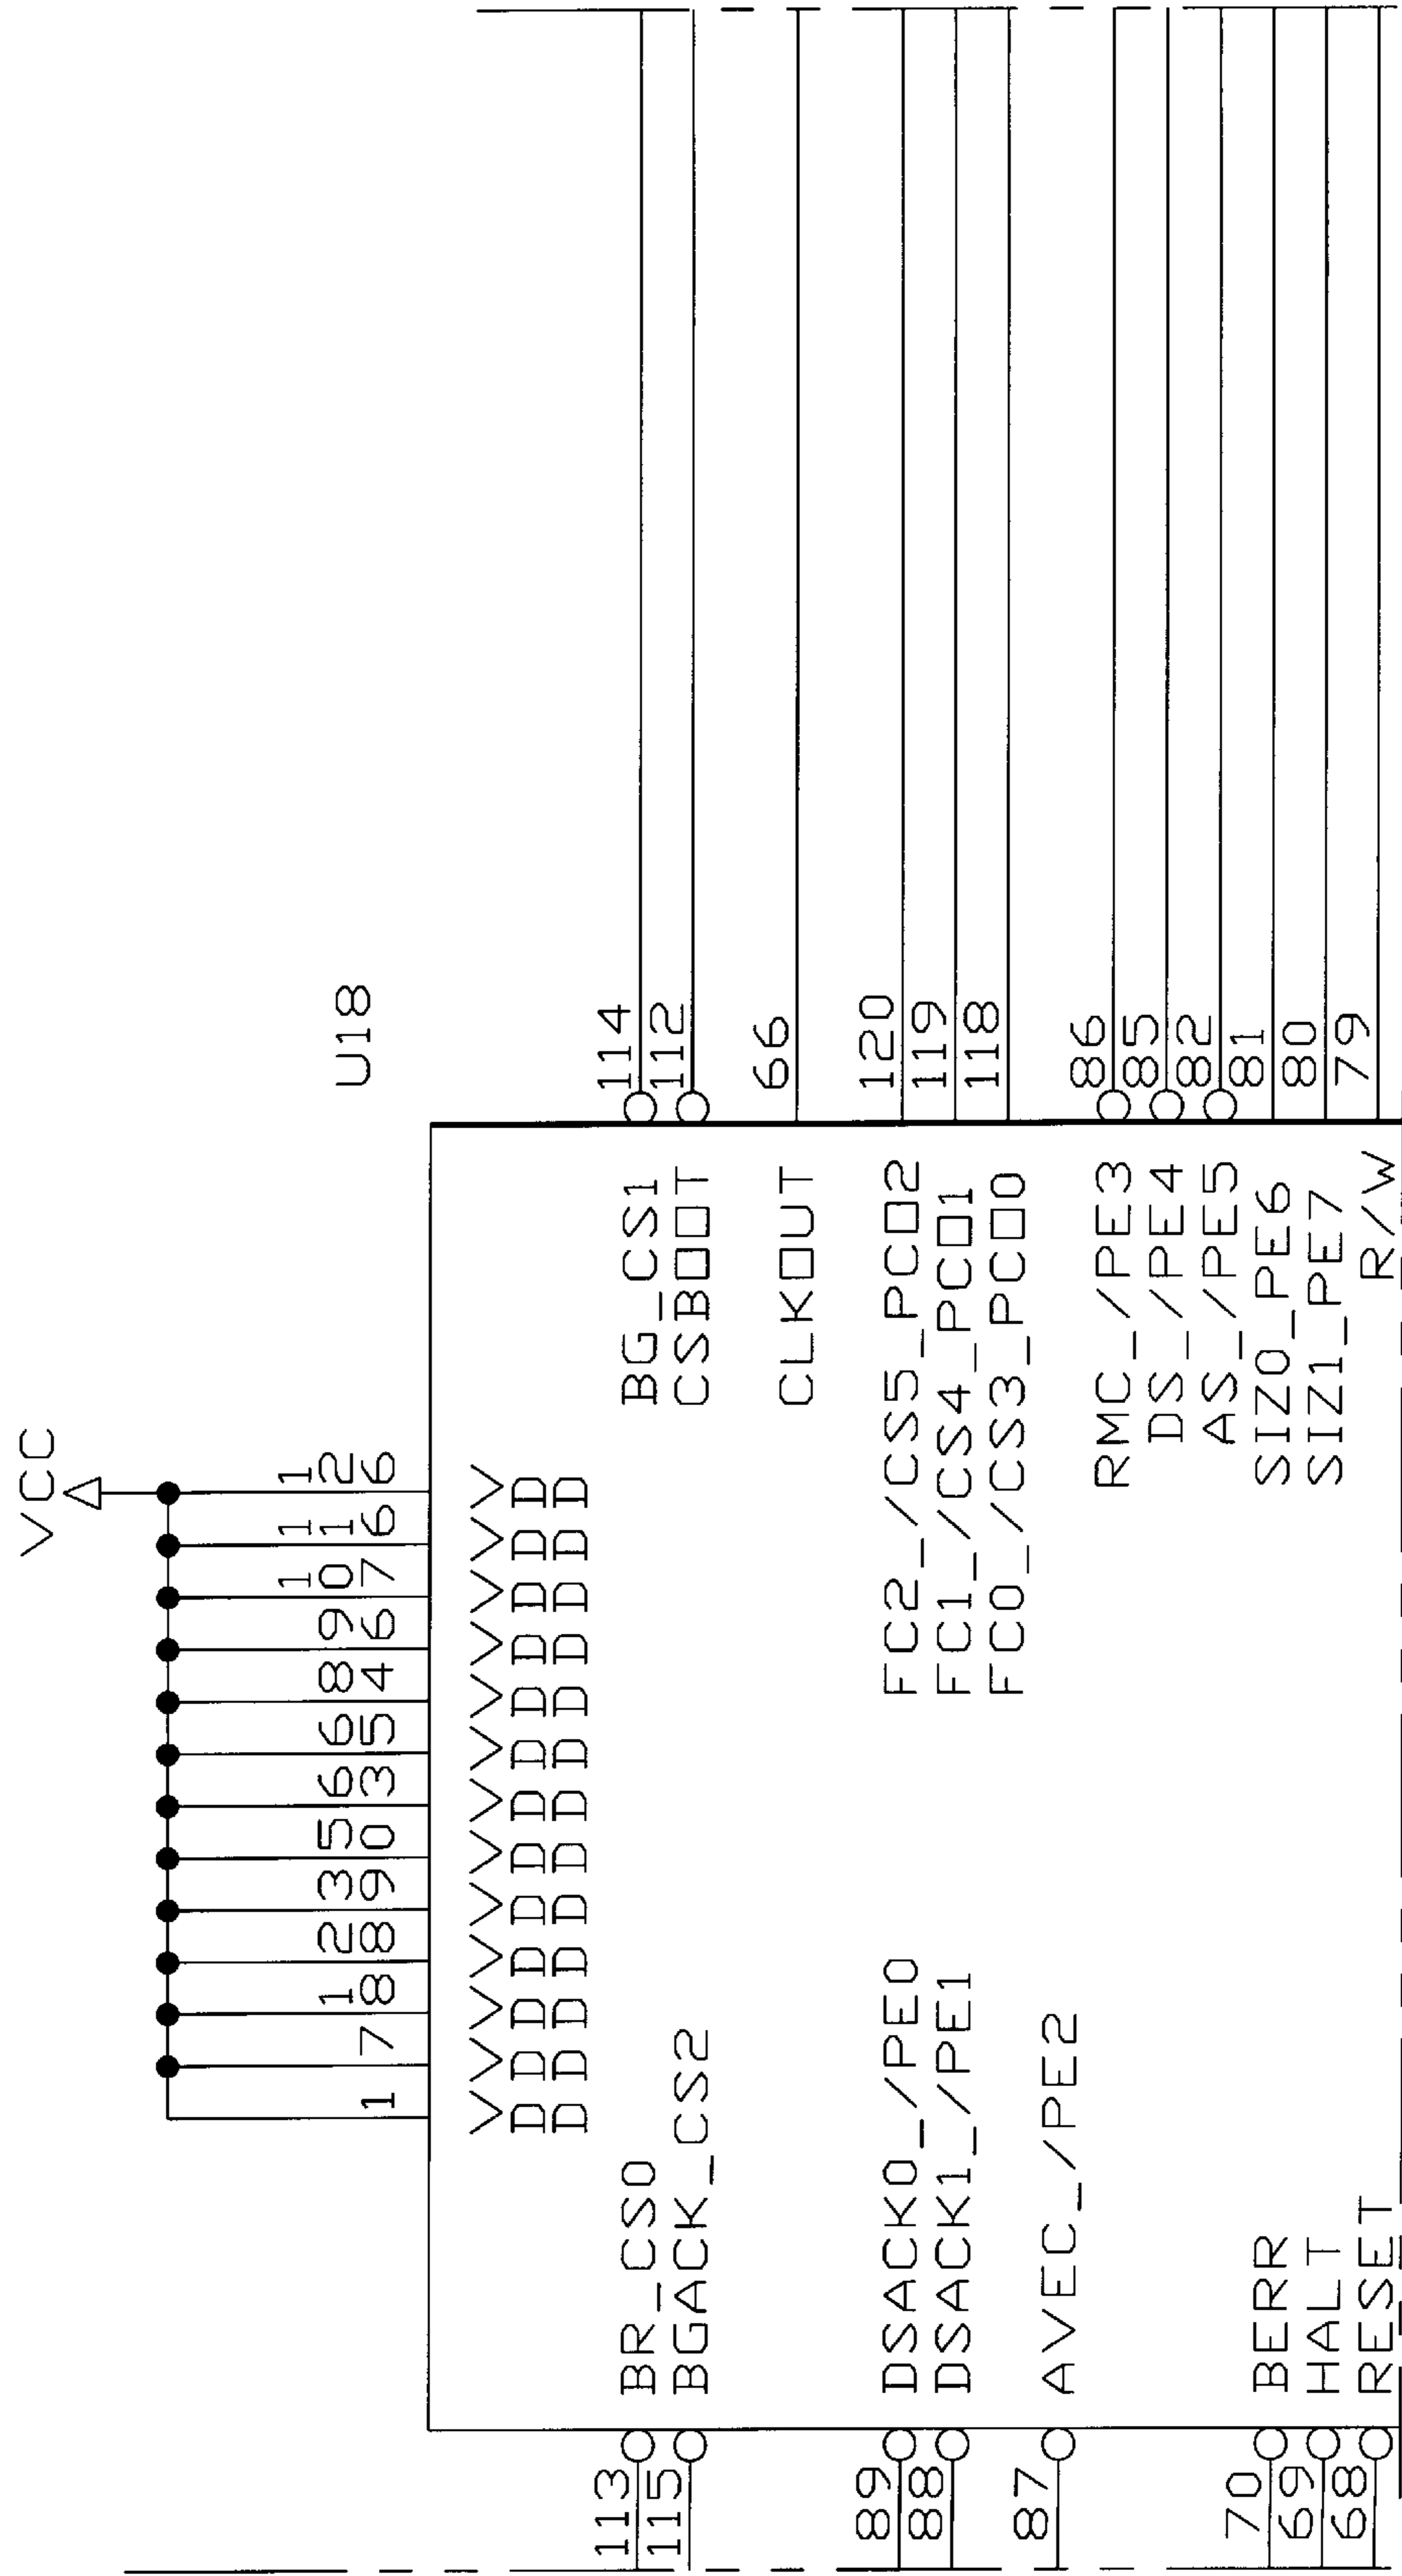 VCC
1 7 18 28 39 50 63 65 84 96 107 116 126 U18
VDD VDD VDD VDD VDD VDD VDD VDD VDD VDD VDD VDD VDD
113 BR_CS0 BG_CS1 114
115 BGACK_CS2 CSBOOT 112
CLKOUT 66
89 DSACK0_/PE0 FC2_/CS5_PCO2 120
88 DSACK1_/PE1 FC1_/CS4_PCO1 119
FC0_/CS3_PCO0 118
87 AVEC_/PE2
RMC_/PE3 86
DS_/PE4 85
AS_/PE5 82
70 BERR SIZ0_PE6 81
69 HALT SIZ1_PE7 80
68 RESET R/W 79